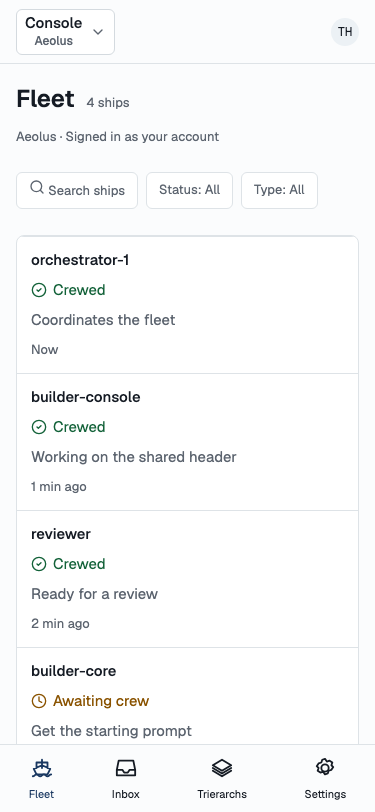 Console
Aeolus
TH
Fleet 4 ships
Aeolus · Signed in as your account
Search ships Status: All Type: All
orchestrator-1
Crewed
Coordinates the fleet
Now
builder-console
Crewed
Working on the shared header
1 min ago
reviewer
Crewed
Ready for a review
2 min ago
builder-core
Awaiting crew
Get the starting prompt
Fleet Inbox Trierarchs Settings